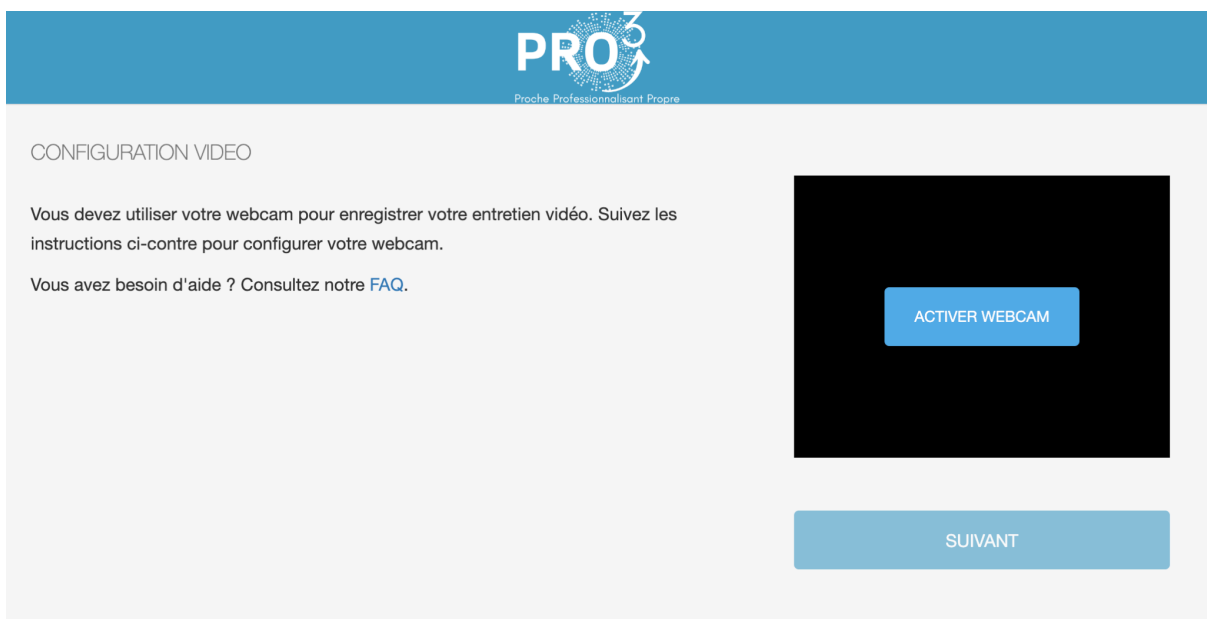 PRO3
Proche Professionnalisant Propre
CONFIGURATION VIDEO
Vous devez utiliser votre webcam pour enregistrer votre entretien vidéo. Suivez les
instructions ci-contre pour configurer votre webcam.
Vous avez besoin d'aide ? Consultez notre FAQ.
ACTIVER WEBCAM
SUIVANT